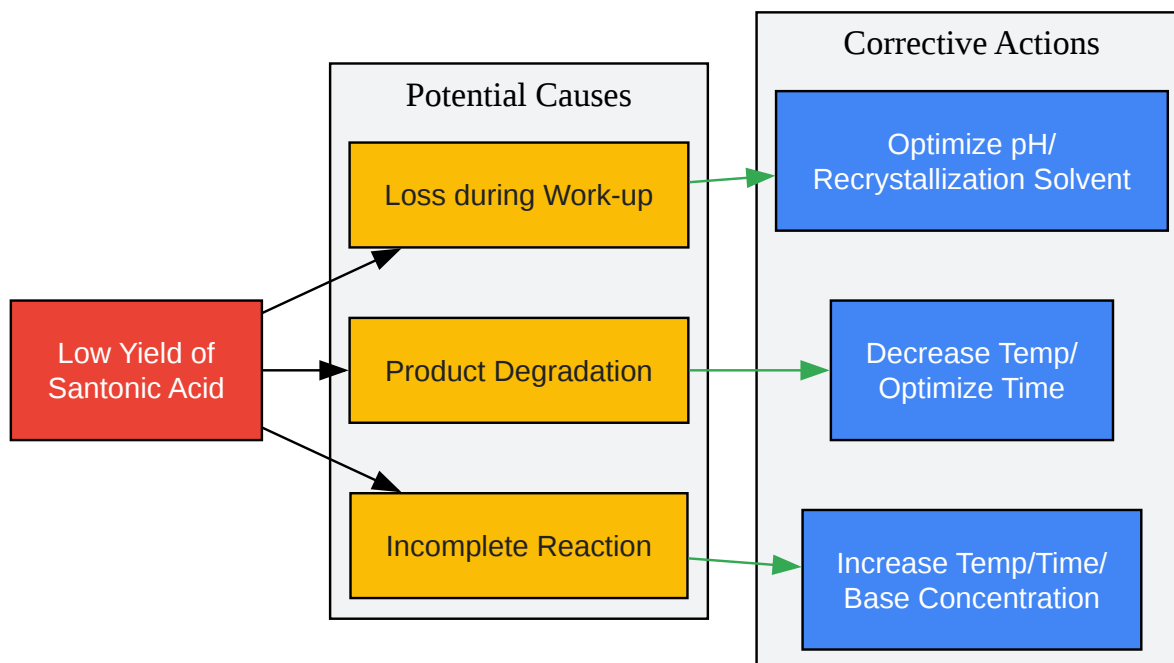 Low Yield of
Santonic Acid
Potential Causes
Loss during Work-up
Product Degradation
Incomplete Reaction
Corrective Actions
Optimize pH/
Recrystallization Solvent
Decrease Temp/
Optimize Time
Increase Temp/Time/
Base Concentration